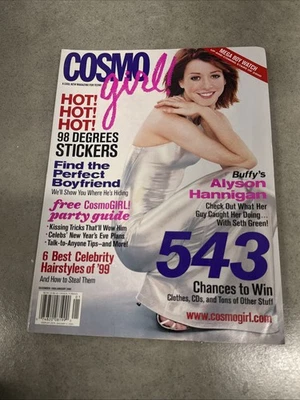 MEGA BOY WATCH
COSMO
girl!
HOT!
HOT!
HOT!
98 DEGREES
STICKERS
Find the
Perfect
Boyfriend
We'll Show You Where He's Hiding
free CosmoGIRL!
party guide
• Kissing Tricks That'll Wow Him
• Celebs' New Year's Eve Plans
• Talk-to-Anyone Tips–and More!
6 Best Celebrity
Hairstyles of '99
And How to Steal Them
Buffy's
Alyson
Hannigan
Check Out What Her
Guy Caught Her Doing...
With Seth Green!
543
Chances to Win
Clothes, CDs, and Tons of Other Stuff
www.cosmogirl.com